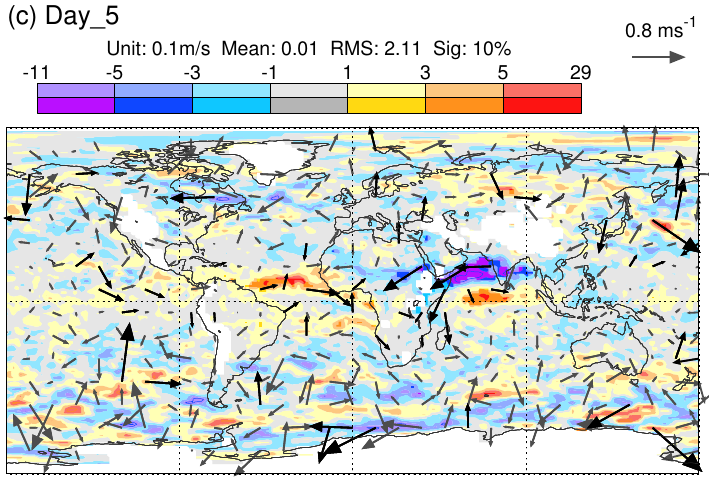 (c) Day_5
0.8 ms-1
Unit: 0.1m/s Mean: 0.01 RMS: 2.11 Sig: 10%
-11 -5 -3 -1 1 3 5 29